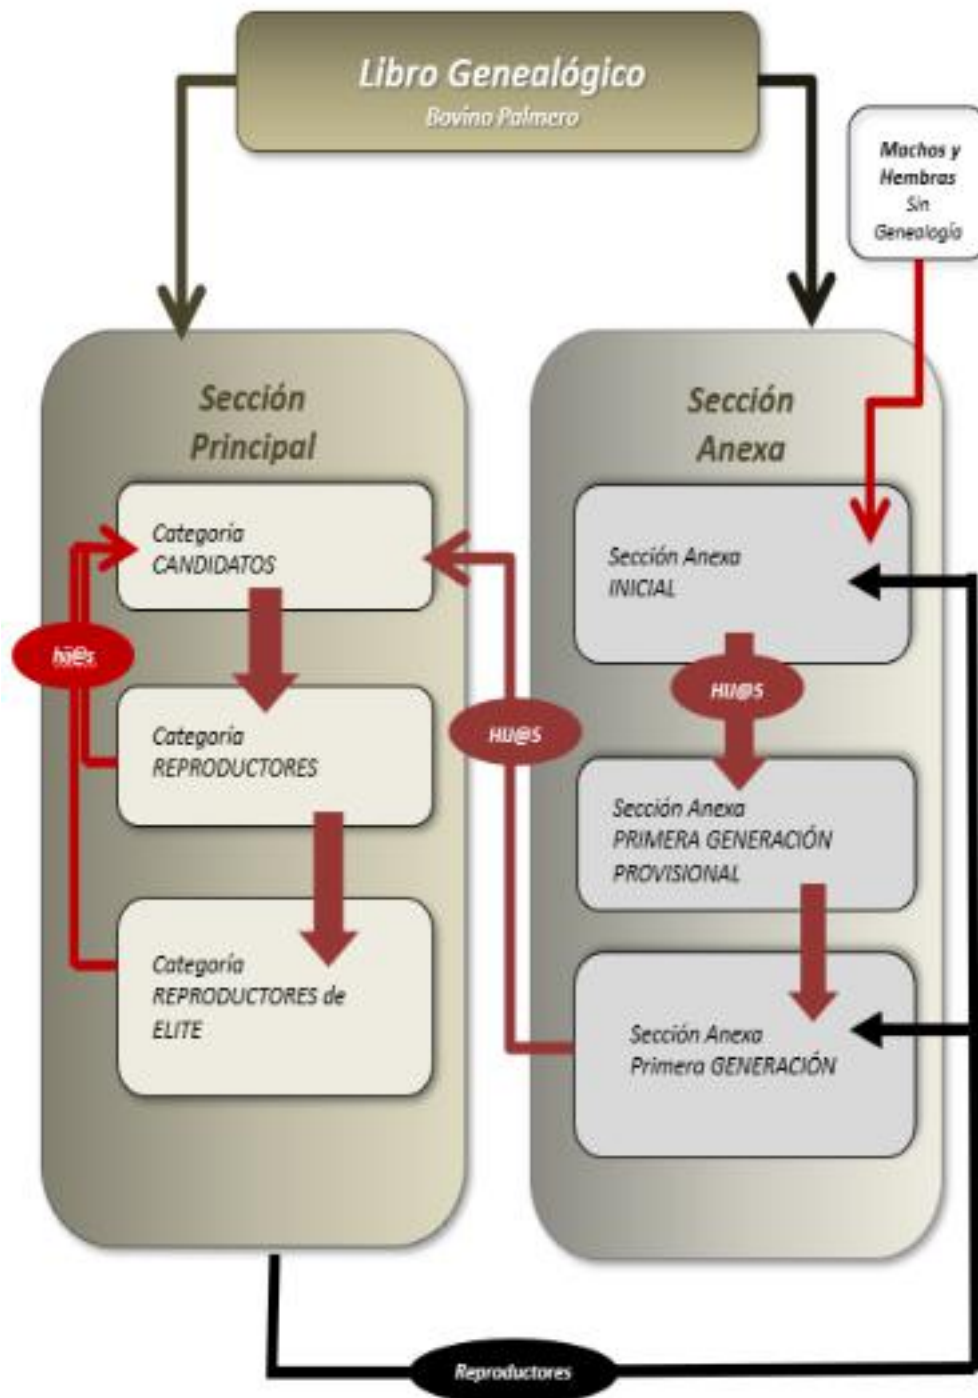 Libro Genealógico
Bovino Palmero
Machos y
Hembras
Sin
Genealogía
Sección
Principal
Categoría
CANDIDATOS
hij@s
Categoría
REPRODUCTORES
Categoría
REPRODUCTORES de
ELITE
HIJ@S
Sección
Anexa
Sección Anexa
INICIAL
HIJ@S
Sección Anexa
PRIMERA GENERACIÓN
PROVISIONAL
Sección Anexa
Primera GENERACIÓN
Reproductores